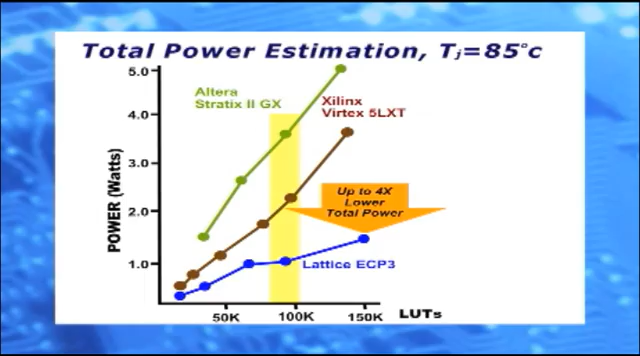 Total Power Estimation, Tj=85°c
5.0
4.0
3.0
2.0
1.0
POWER (Watts)
Altera
Stratix II GX
Xilinx
Virtex 5LXT
Up to 4X
Lower
Total Power
Lattice ECP3
50K
100K
150K
LUTs